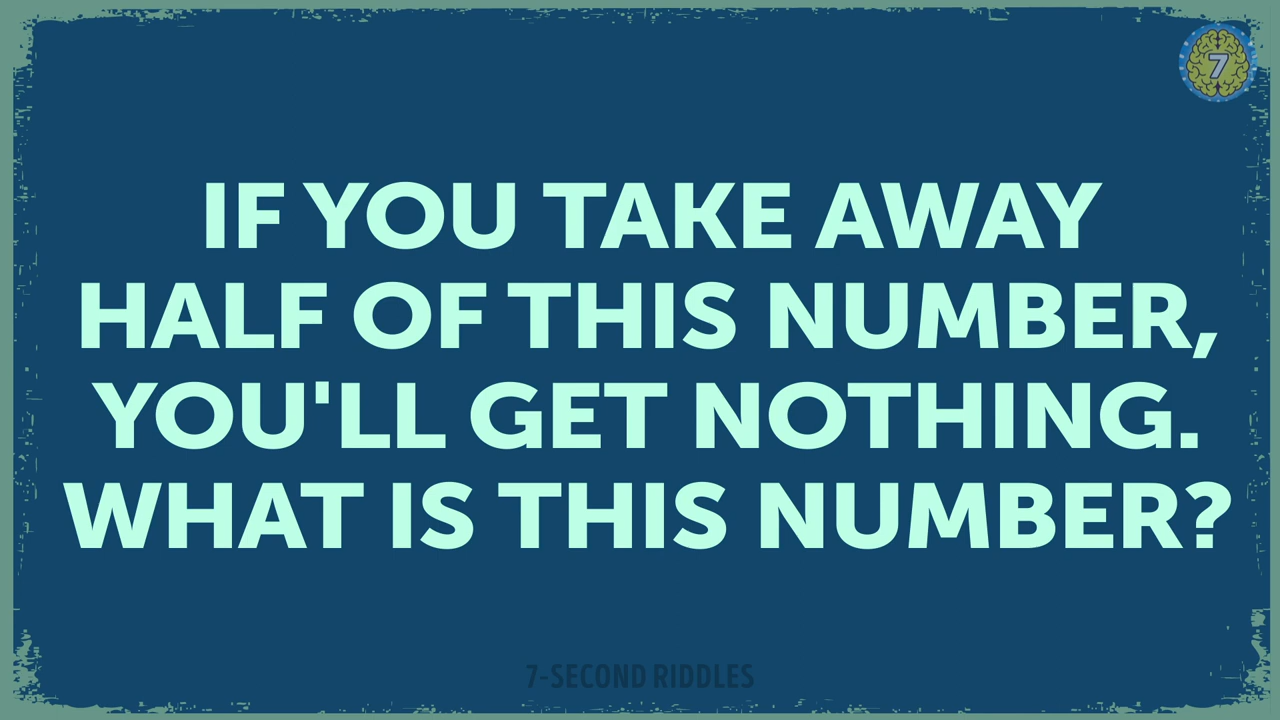 7
IF YOU TAKE AWAY
HALF OF THIS NUMBER,
YOU'LL GET NOTHING.
WHAT IS THIS NUMBER?
7-SECOND RIDDLES